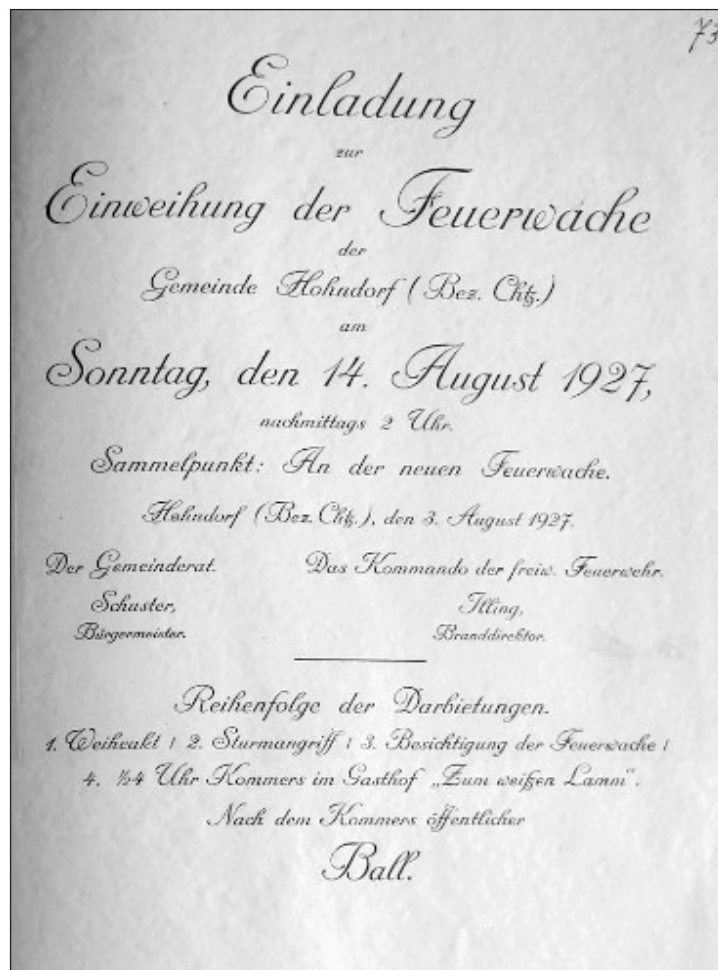 73
Einladung
zur
Einweihung der Feuerwache
der
Gemeinde Hohndorf (Bez. Chtz.)
am
Sonntag, den 14. August 1927,
nachmittags 2 Uhr.
Sammelpunkt: An der neuen Feuerwache.
Hohndorf (Bez. Chtz.), den 3. August 1927.
Der Gemeinderat. Das Kommando der freiw. Feuerwehr.
Schuster, Illing,
Bürgermeister. Branddirektor.
Reihenfolge der Darbietungen.
1. Weiheakt / 2. Sturmangriff / 3. Besichtigung der Feuerwache /
4. ½4 Uhr Kommers im Gasthof „Zum weißen Lamm“.
Nach dem Kommers öffentlicher
Ball.